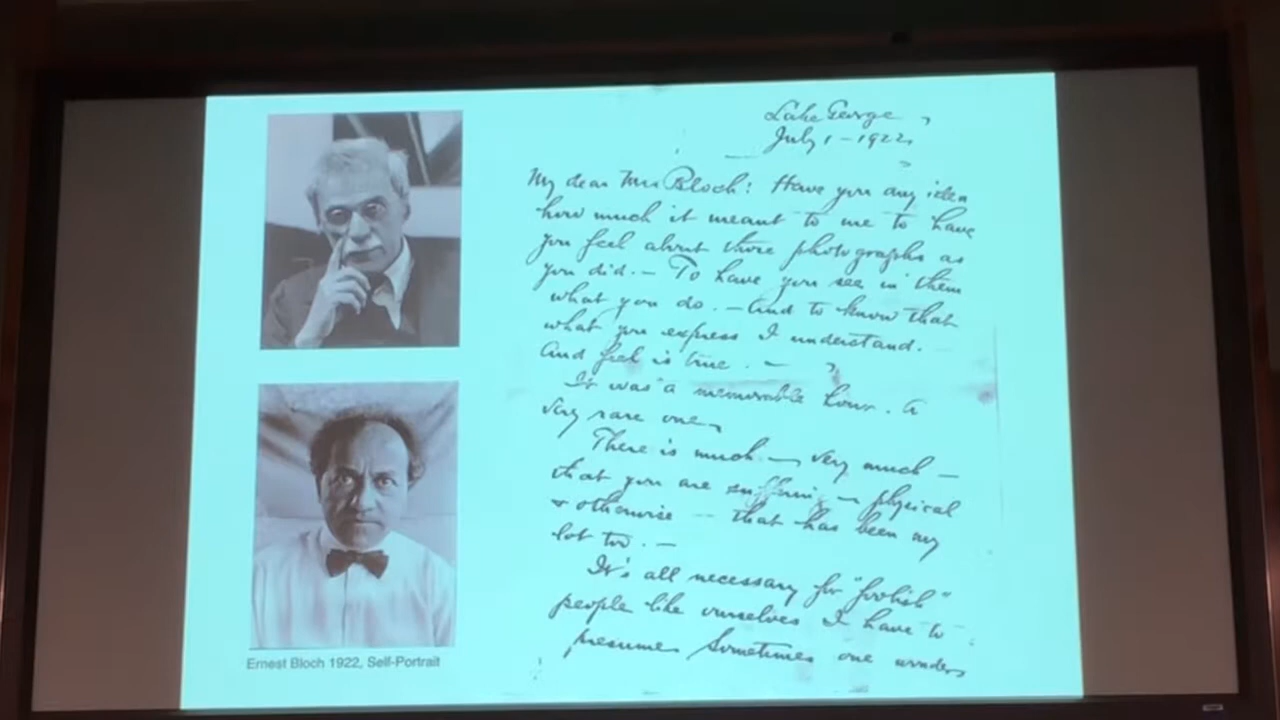 Lake George,
July 1 - 1922.
My dear Mr Bloch: Have you any idea
how much it meant to me to have
you feel about those photographs as
you did. — To have you see in them
what you do. — And to know that
what you express I understand.
And feel is true. —
It was a memorable hour. A
very rare one.
There is much — very much —
that you are suffering — physical
& otherwise — that has been my
lot too. —
It's all necessary for "foolish"
people like ourselves I have to
presume Sometimes one wonders
Ernest Bloch 1922, Self-Portrait